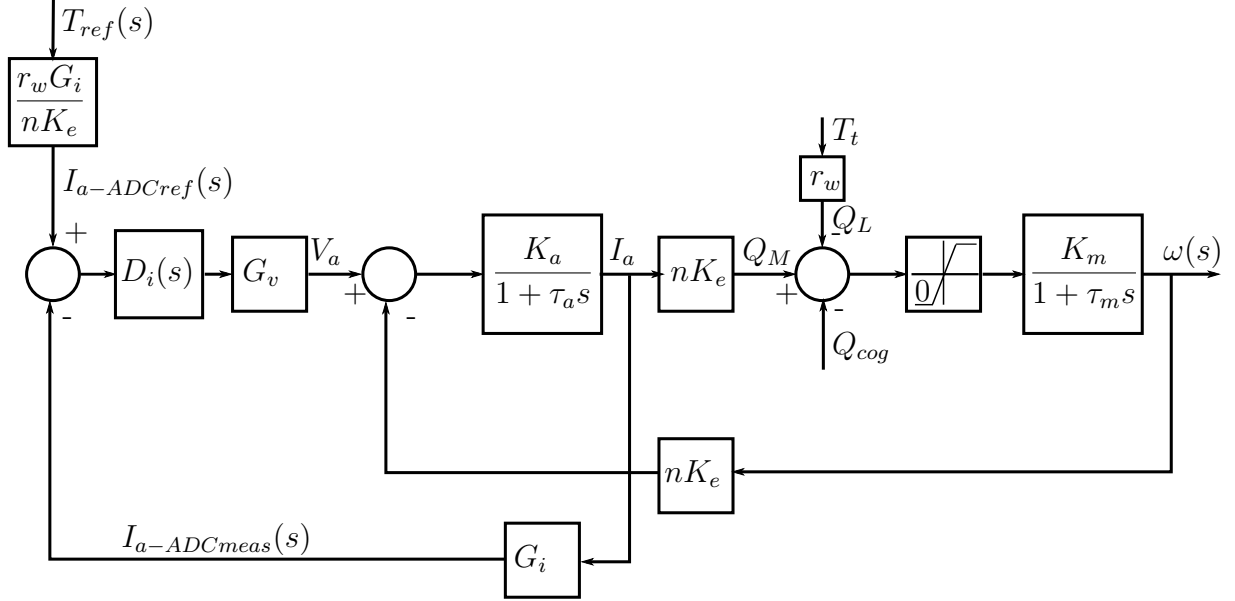 T_{ref}(s)
r_w G_i
nK_e
I_{a-ADCref}(s)
T_t
r_w
Q_L
-
+
D_i(s)
G_v
V_a
+
K_a
1 + τ_a s
I_a
nK_e
Q_M
+
-
0
K_m
1 + τ_m s
ω(s)
-
-
Q_{cog}
nK_e
I_{a-ADCmeas}(s)
G_i